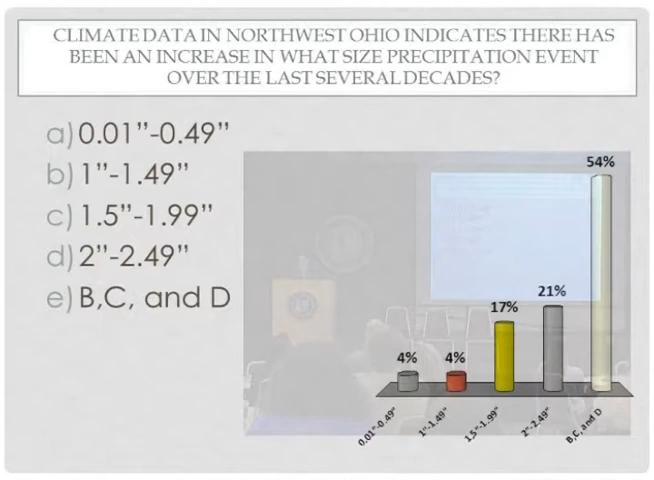 CLIMATE DATA IN NORTHWEST OHIO INDICATES THERE HAS
BEEN AN INCREASE IN WHAT SIZE PRECIPITATION EVENT
OVER THE LAST SEVERAL DECADES?
a) 0.01”-0.49”
b) 1”-1.49”
c) 1.5”-1.99”
d) 2”-2.49”
e) B,C, and D
54%
21%
17%
4%
4%
0.01”-0.49”
1”-1.49”
1.5”-1.99”
2”-2.49”
B,C, and D